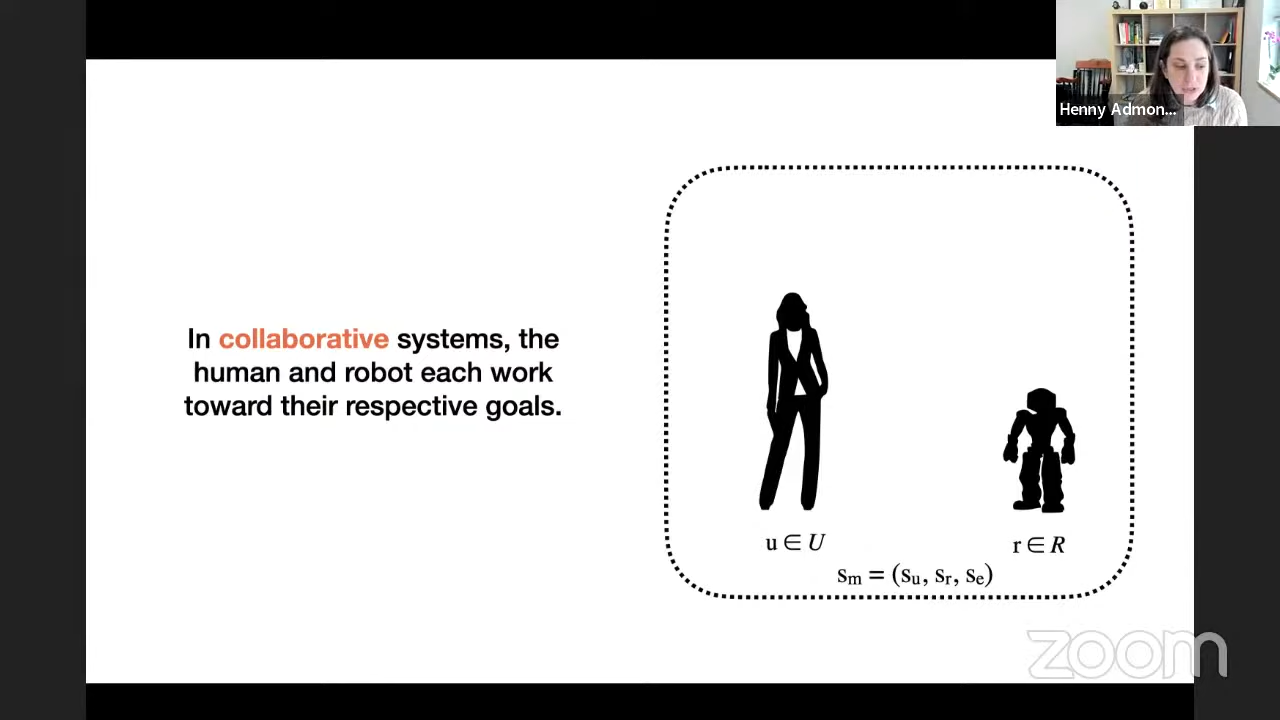 Henny Admon...
In collaborative systems, the
human and robot each work
toward their respective goals.
u ∈ U
r ∈ R
sₘ = (sᵤ, sᵣ, sₑ)
zoom